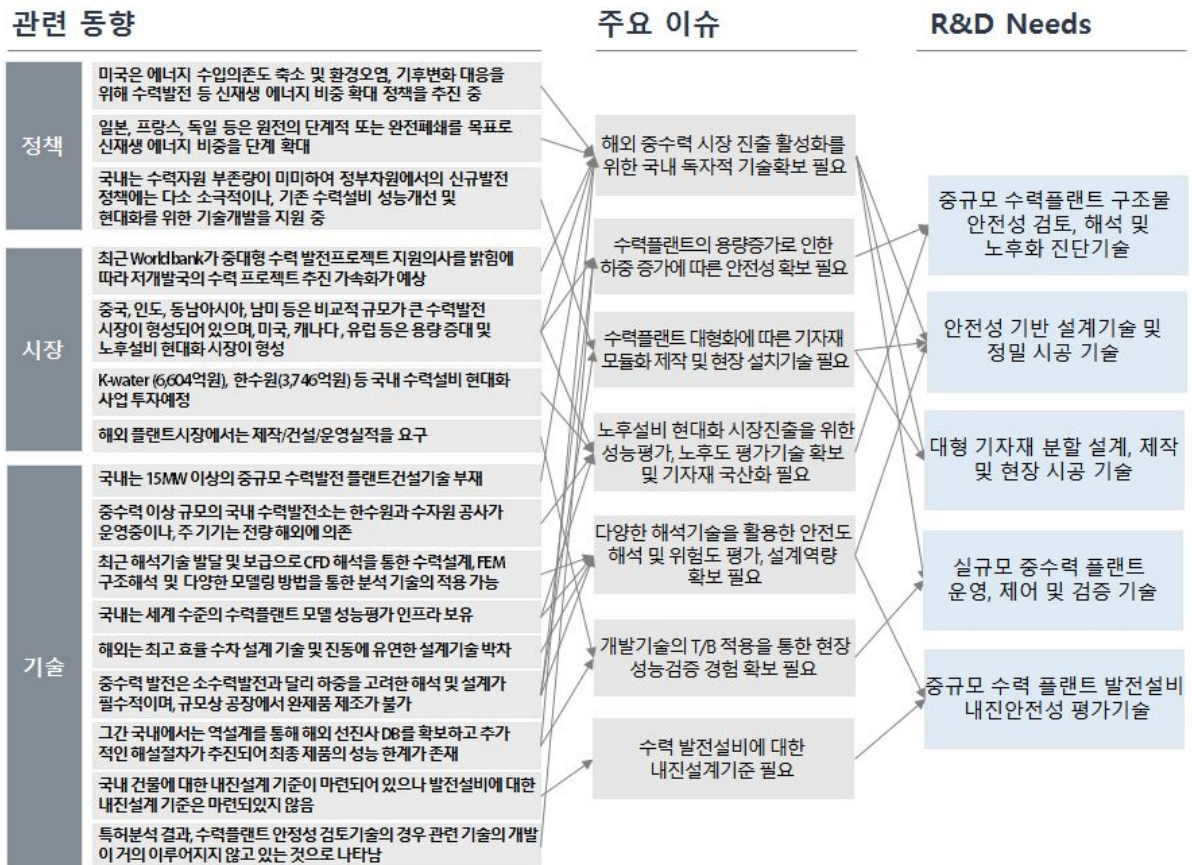 관련 동향
주요 이슈
R&D Needs
정책
미국은 에너지 수입의존도 축소 및 환경오염, 기후변화 대응을
위해 수력발전 등 신재생 에너지 비중 확대 정책을 추진 중
일본, 프랑스, 독일 등은 원전의 단계적 또는 완전폐쇄를 목표로
신재생 에너지 비중을 단계 확대
국내는 수력자원 부존량이 미미하여 정부차원에서의 신규발전
정책에는 다소 소극적이나, 기존 수력설비 성능개선 및
현대화를 위한 기술개발을 지원 중
시장
최근 World bank가 중대형 수력 발전프로젝트 지원의사를 밝힘에
따라 저개발국의 수력 프로젝트 추진 가속화가 예상
중국, 인도, 동남아시아, 남미 등은 비교적 규모가 큰 수력발전
시장이 형성되어 있으며, 미국, 캐나다, 유럽 등은 용량 증대 및
노후설비 현대화 시장이 형성
K-water (6,604억원), 한수원(3,746억원) 등 국내 수력설비 현대화
사업 투자예정
해외 플랜트시장에서는 제작/건설/운영실적을 요구
기술
국내는 15MW 이상의 중규모 수력발전 플랜트건설기술 부재
중수력 이상 규모의 국내 수력발전소는 한수원과 수자원 공사가
운영중이나, 주 기기는 전량 해외에 의존
최근 해석기술 발달 및 보급으로 CFD 해석을 통한 수력설계, FEM
구조해석 및 다양한 모델링 방법을 통한 분석 기술의 적용 가능
국내는 세계 수준의 수력플랜트 모델 성능평가 인프라 보유
해외는 최고 효율 수차 설계 기술 및 진동에 유연한 설계기술 박차
중수력 발전은 소수력발전과 달리 하중을 고려한 해석 및 설계가
필수적이며, 규모상 공장에서 완제품 제조가 불가
그간 국내에서는 역설계를 통해 해외 선진사 DB를 확보하고 추가
적인 해설절차가 추진되어 최종 제품의 성능 한계가 존재
국내 건물에 대한 내진설계 기준이 마련되어 있으나 발전설비에 대한
내진설계 기준은 마련되있지 않음
특허분석 결과, 수력플랜트 안정성 검토기술의 경우 관련 기술의 개발
이 거의 이루어지지 않고 있는 것으로 나타남
해외 중수력 시장 진출 활성화를
위한 국내 독자적 기술확보 필요
수력플랜트의 용량증가로 인한
하중 증가에 따른 안전성 확보 필요
수력플랜트 대형화에 따른 기자재
모듈화 제작 및 현장 설치기술 필요
노후설비 현대화 시장진출을 위한
성능평가, 노후도 평가기술 확보
및 기자재 국산화 필요
다양한 해석기술을 활용한 안전도
해석 및 위험도 평가, 설계역량
확보 필요
개발기술의 T/B 적용을 통한 현장
성능검증 경험 확보 필요
수력 발전설비에 대한
내진설계기준 필요
중규모 수력플랜트 구조물
안전성 검토, 해석 및
노후화 진단기술
안전성 기반 설계기술 및
정밀 시공 기술
대형 기자재 분할 설계, 제작
및 현장 시공 기술
실규모 중수력 플랜트
운영, 제어 및 검증 기술
중규모 수력 플랜트 발전설비
내진안전성 평가기술